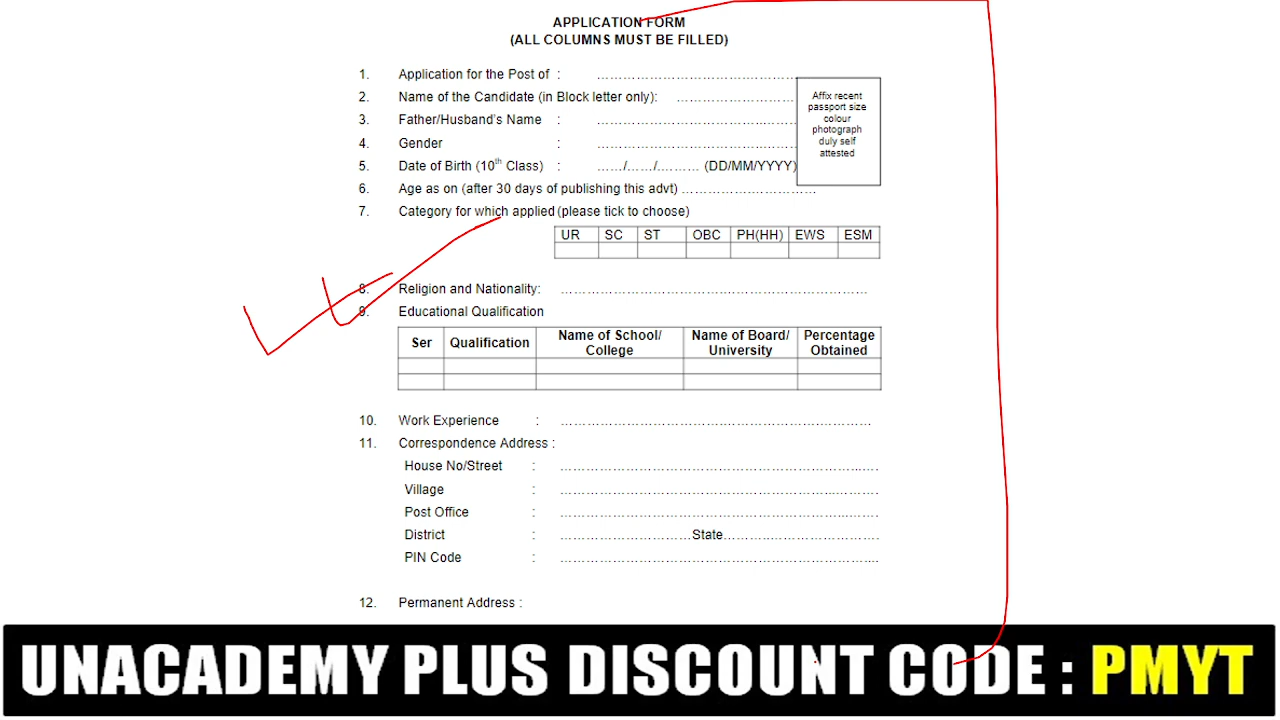 APPLICATION FORM
(ALL COLUMNS MUST BE FILLED)
1. Application for the Post of : ……………………………………
2. Name of the Candidate (in Block letter only): ………………………
3. Father/Husband's Name : ……………………………………
4. Gender : ……………………………………
5. Date of Birth (10th Class) : ……/……/……… (DD/MM/YYYY)
6. Age as on (after 30 days of publishing this advt) …………………………
7. Category for which applied (please tick to choose)
Affix recent
passport size
colour
photograph
duly self
attested
UR SC ST OBC PH(HH) EWS ESM
8. Religion and Nationality: ……………………………………………………………
9. Educational Qualification
Ser Qualification Name of School/ College Name of Board/ University Percentage Obtained
10. Work Experience : ……………………………………………………………
11. Correspondence Address :
House No/Street : ……………………………………………………………
Village : ……………………………………………………………
Post Office : ……………………………………………………………
District : …………………………State………………………………
PIN Code : ……………………………………………………………
12. Permanent Address :
UNACADEMY PLUS DISCOUNT CODE : PMYT